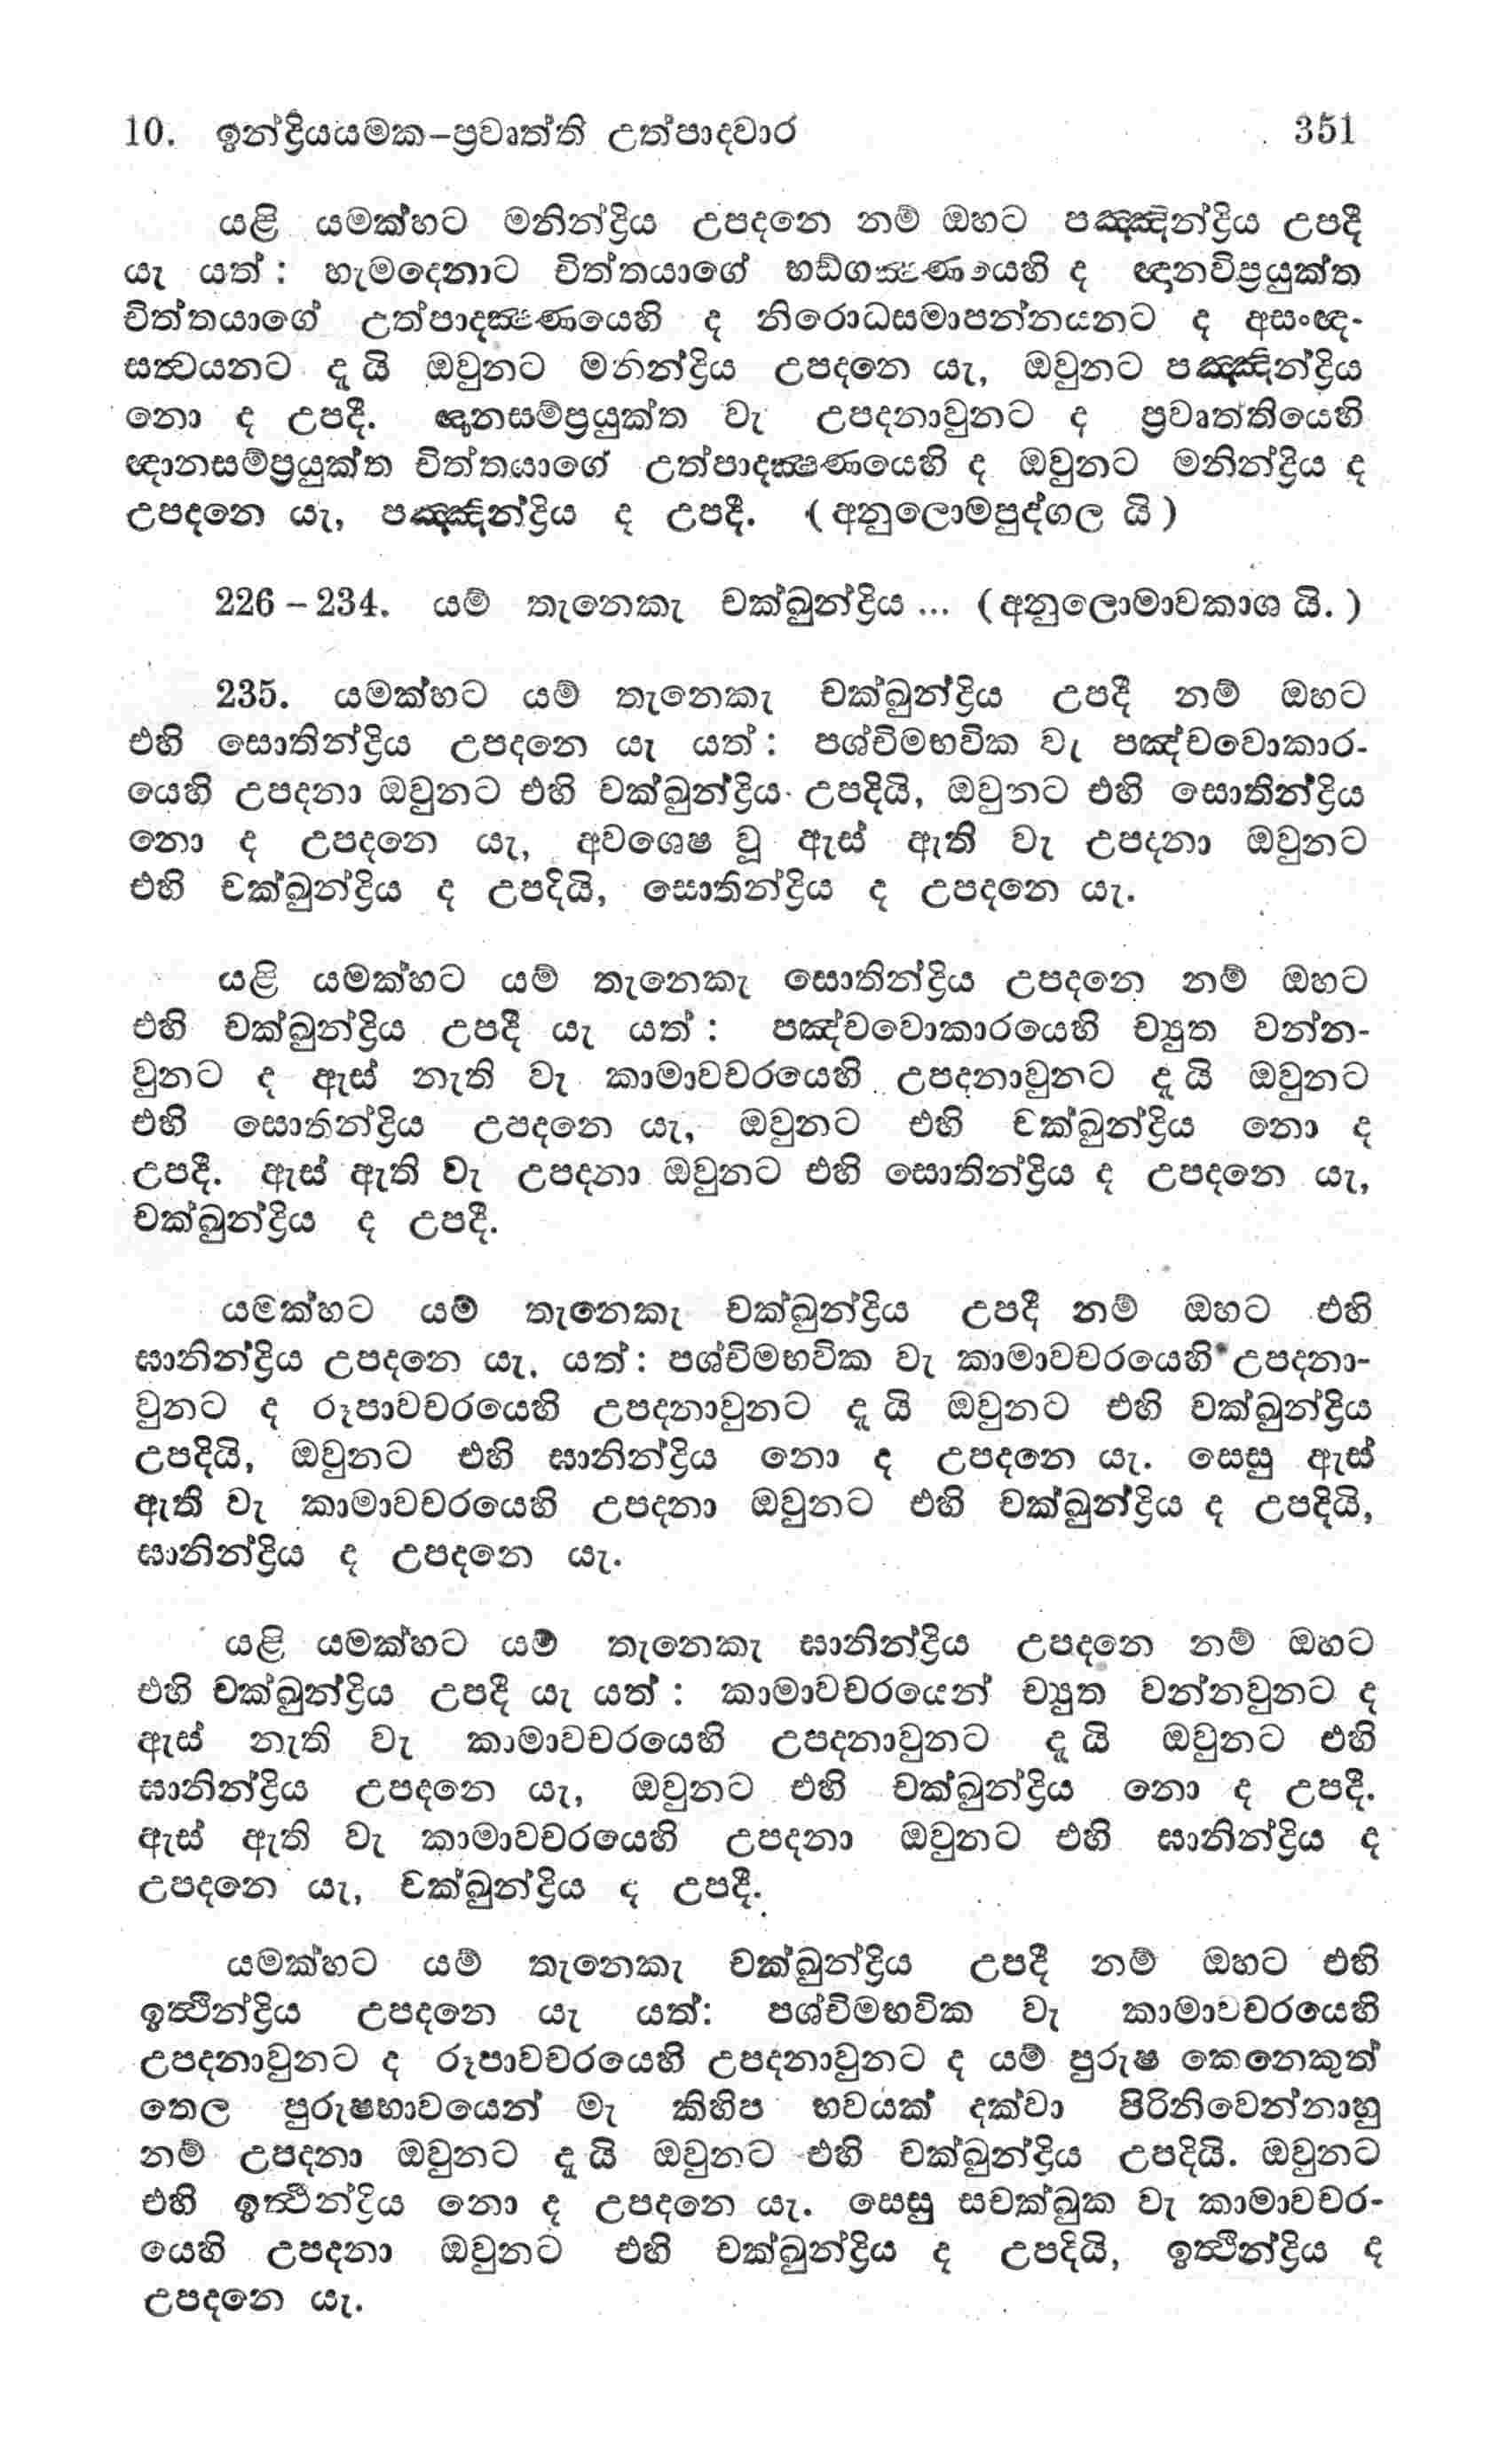 10. ඉන්ද්‍රියයමක–ප්‍රවෘත්ති උත්පාදවාර 351
යළි යමක්හට මනින්ද්‍රිය උපදනෙ නම් ඔහට පඤ්ඤින්ද්‍රිය උපදී
යැ යත් : හැමදෙනාට චිත්තයාගේ භඩ්ගක්‍ෂණයෙහි ද ඥානවිප්‍රයුක්ත
චිත්තයාගේ උත්පාදක්‍ෂණයෙහි ද නිරොධසමාපන්නයනට ද අසංඥ-
සත්‍වයනට දැ යි ඔවුනට මනින්ද්‍රිය උපදනෙ යැ, ඔවුනට පඤ්ඤින්ද්‍රිය
නො ද උපදී. ඥානසම්ප්‍රයුක්ත වැ උපදනාවුනට ද ප්‍රවෘත්තියෙහි
ඥානසම්ප්‍රයුක්ත චිත්තයාගේ උත්පාදක්‍ෂණයෙහි ද ඔවුනට මනින්ද්‍රිය ද
උපදනෙ යැ, පඤ්ඤින්ද්‍රිය ද උපදී. (අනුලොමපුද්ගල යි)
226 – 234. යම් තැනෙකැ චක්ඛුන්ද්‍රිය ... (අනුලොමාවකාශ යි.)
235. යමක්හට යම් තැනෙකැ චක්ඛුන්ද්‍රිය උපදී නම් ඔහට
එහි සොතින්ද්‍රිය උපදනෙ යැ යත් : පශ්චිමභවික වැ පඤ්චවොකාර-
යෙහි උපදනා ඔවුනට එහි චක්ඛුන්ද්‍රිය උපදියි, ඔවුනට එහි සොතින්ද්‍රිය
නො ද උපදනෙ යැ, අවශෙෂ වූ ඇස් ඇති වැ උපදනා ඔවුනට
එහි චක්ඛුන්ද්‍රිය ද උපදියි, සොතින්ද්‍රිය ද උපදනෙ යැ.
යළි යමක්හට යම් තැනෙකැ සොතින්ද්‍රිය උපදනෙ නම් ඔහට
එහි චක්ඛුන්ද්‍රිය උපදී යැ යත් : පඤ්චවොකාරයෙහි ච්‍යුත වන්න-
වුනට ද ඇස් නැති වැ කාමාවචරයෙහි උපදනාවුනට දැ යි ඔවුනට
එහි සොතින්ද්‍රිය උපදනෙ යැ, ඔවුනට එහි චක්ඛුන්ද්‍රිය නො ද
උපදී. ඇස් ඇති වැ උපදනා ඔවුනට එහි සොතින්ද්‍රිය ද උපදනෙ යැ,
චක්ඛුන්ද්‍රිය ද උපදී.
යමක්හට යම් තැනෙකැ චක්ඛුන්ද්‍රිය උපදී නම් ඔහට එහි
ඝානින්ද්‍රිය උපදනෙ යැ, යත් : පශ්චිමභවික වැ කාමාවචරයෙහි උපදනා-
වුනට ද රූපාවචරයෙහි උපදනාවුනට දැ යි ඔවුනට එහි චක්ඛුන්ද්‍රිය
උපදියි, ඔවුනට එහි ඝානින්ද්‍රිය නො ද උපදනෙ යැ. සෙසු ඇස්
ඇති වැ කාමාවචරයෙහි උපදනා ඔවුනට එහි චක්ඛුන්ද්‍රිය ද උපදියි,
ඝානින්ද්‍රිය ද උපදනෙ යැ.
යළි යමක්හට යම් තැනෙකැ ඝානින්ද්‍රිය උපදනෙ නම් ඔහට
එහි චක්ඛුන්ද්‍රිය උපදී යැ යත් : කාමාවචරයෙන් ච්‍යුත වන්නවුනට ද
ඇස් නැති වැ කාමාවචරයෙහි උපදනාවුනට දැ යි ඔවුනට එහි
ඝානින්ද්‍රිය උපදනෙ යැ, ඔවුනට එහි චක්ඛුන්ද්‍රිය නො ද උපදී.
ඇස් ඇති වැ කාමාවචරයෙහි උපදනා ඔවුනට එහි ඝානින්ද්‍රිය ද
උපදනෙ යැ, චක්ඛුන්ද්‍රිය ද උපදී.
යමක්හට යම් තැනෙකැ චක්ඛුන්ද්‍රිය උපදී නම් ඔහට එහි
ඉත්‍ථින්ද්‍රිය උපදනෙ යැ යත්: පශ්චිමභවික වැ කාමාවචරයෙහි
උපදනාවුනට ද රූපාවචරයෙහි උපදනාවුනට ද යම් පුරුෂ කෙනෙකුන්
තෙල පුරුෂභාවයෙන් මැ කිහිප භවයක් දක්වා පිරිනිවෙන්නාහු
නම් උපදනා ඔවුනට දැ යි ඔවුනට එහි චක්ඛුන්ද්‍රිය උපදියි. ඔවුනට
එහි ඉත්‍ථින්ද්‍රිය නො ද උපදනෙ යැ. සෙසු සචක්ඛුක වැ කාමාවචර-
යෙහි උපදනා ඔවුනට එහි චක්ඛුන්ද්‍රිය ද උපදියි, ඉත්‍ථින්ද්‍රිය ද
උපදනෙ යැ.